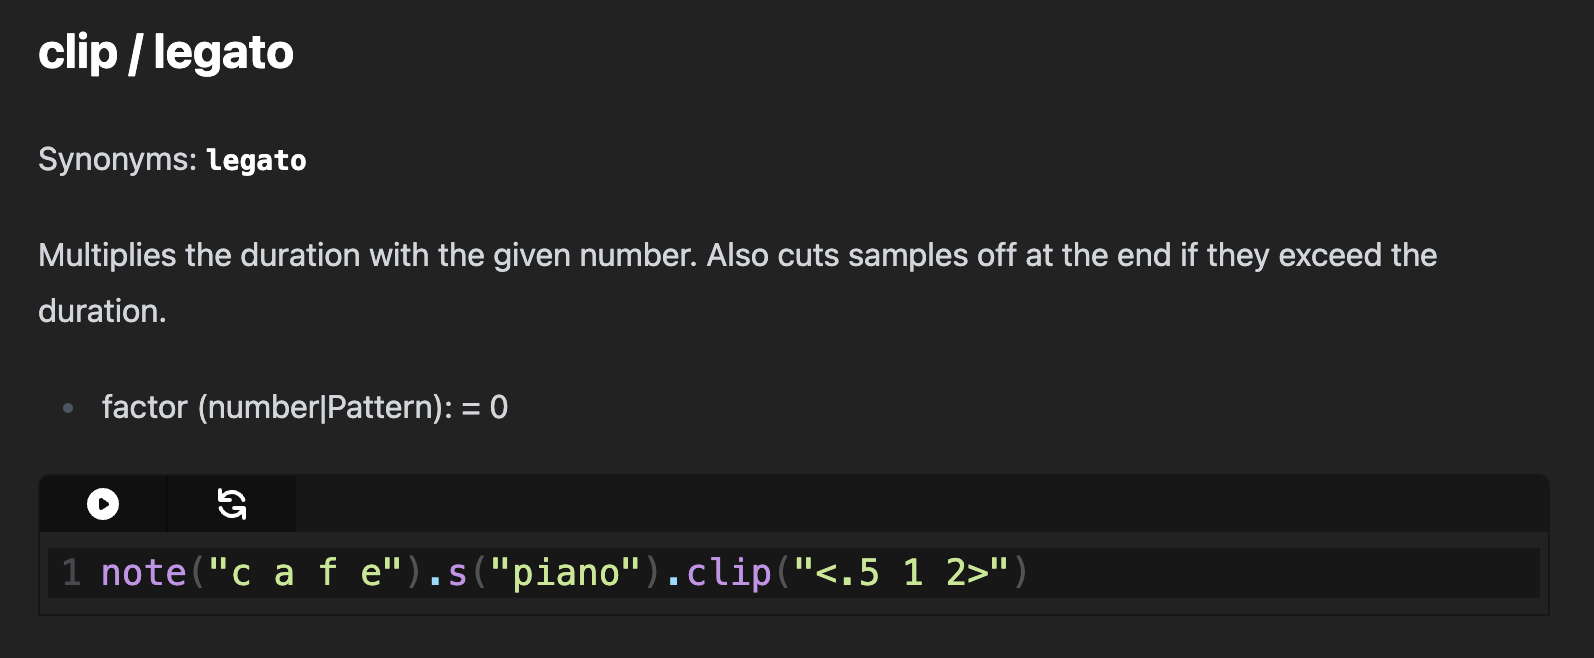 clip / legato
Synonyms: legato
Multiplies the duration with the given number. Also cuts samples off at the end if they exceed the
duration.
• factor (number|Pattern): = 0
1 note("c a f e").s("piano").clip("<.5 1 2>")